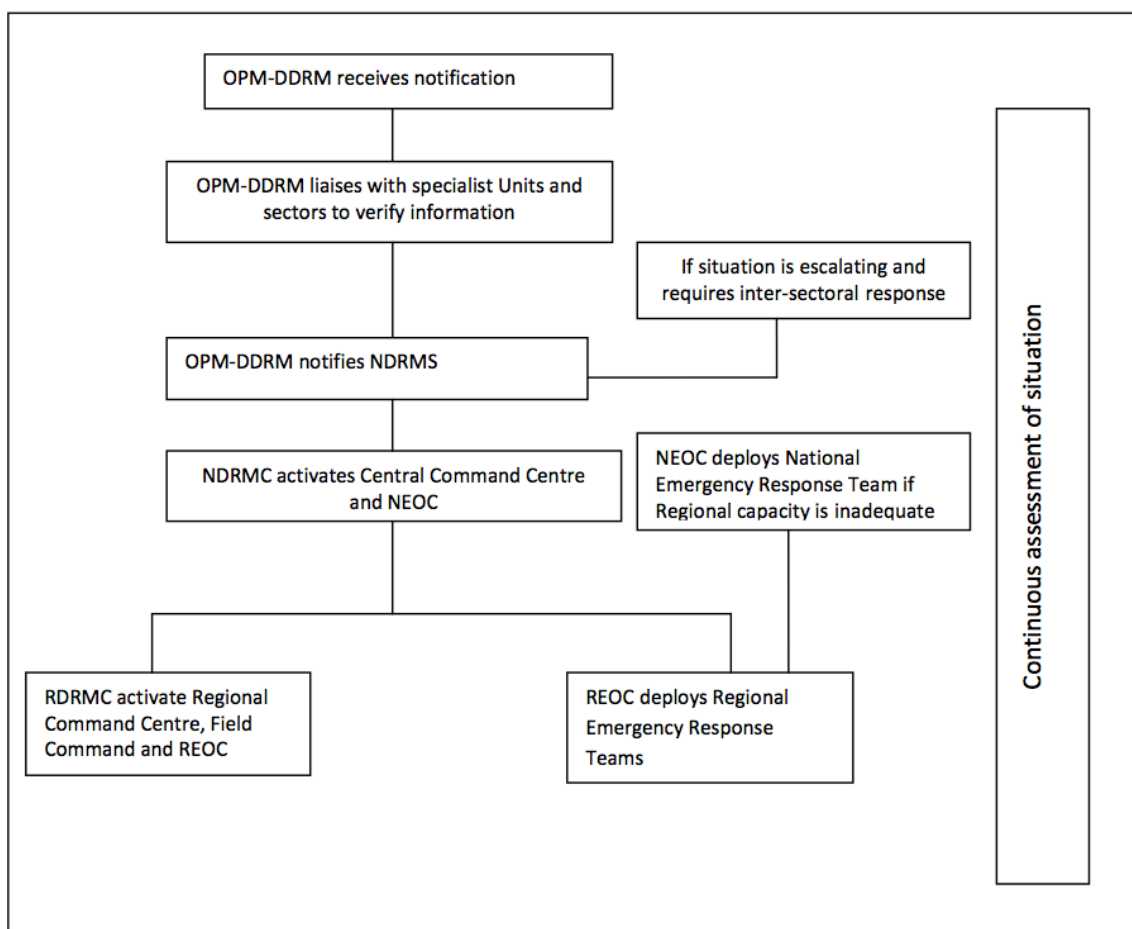 OPM-DDRM receives notification
OPM-DDRM liaises with specialist Units and
sectors to verify information
If situation is escalating and
requires inter-sectoral response
OPM-DDRM notifies NDRMS
NDRMC activates Central Command Centre
and NEOC
NEOC deploys National
Emergency Response Team if
Regional capacity is inadequate
RDRMC activate Regional
Command Centre, Field
Command and REOC
REOC deploys Regional
Emergency Response
Teams
Continuous assessment of situation